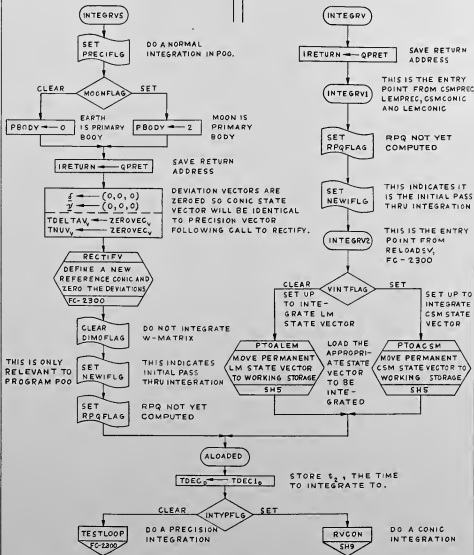 INTEGRVS
SET
PRECIFLG
DO A NORMAL
INTEGRATION IN POO.
CLEAR
MOONFLAG
SET
PBODY ← 0
EARTH
IS PRIMARY
BODY
PBODY ← 2
MOON IS
PRIMARY
BODY
IRETURN ← QPRET
SAVE RETURN
ADDRESS
(0,0,0)
(0,0,0)
TDELTAV ← ZEROVEC
TNUV ← ZEROVEC
DEVIATION VECTORS ARE
ZEROED SO CONIC STATE
VECTOR WILL BE IDENTICAL
TO PRECISION VECTOR
FOLLOWING CALL TO RECTIFY.
RECTIFY
DEFINE A NEW
REFERENCE CONIC AND
ZERO THE DEVIATIONS
FC-2300
CLEAR
DIMOFLAG
DO NOT INTEGRATE
W-MATRIX
THIS IS ONLY
RELEVANT TO
PROGRAM POO
SET
NEWIFLG
THIS INDICATES
INITIAL PASS
THRU INTEGRATION
SET
RPQFLAG
RPQ NOT YET
COMPUTED
INTEGRV
IRETURN ← QPRET
SAVE RETURN
ADDRESS
INTEGRV1
THIS IS THE ENTRY
POINT FROM CSMPREC,
LEMPREC, CSMCONIC
AND LEMCONIC
SET
RPQFLAG
RPQ NOT YET
COMPUTED
SET
NEWIFLG
THIS INDICATES IT
IS THE INITIAL PASS
THRU INTEGRATION
INTEGRV2
THIS IS THE ENTRY
POINT FROM
RELOADSV,
FC-2300
CLEAR
VINTFLAG
SET
SET UP
TO INTE-
GRATE LM
STATE VECTOR
SET UP TO
INTEGRATE
CSM STATE
VECTOR
PTOALEM
MOVE PERMANENT
LM STATE VECTOR
TO WORKING STORAGE
SH5
LOAD THE
APPROPRI-
ATE STATE
VECTOR
TO BE
INTE-
GRATED
PTOACSM
MOVE PERMANENT
CSM STATE VECTOR TO
WORKING STORAGE
SH5
ALOADED
TDEC ← TDEC1
STORE t2, THE TIME
TO INTEGRATE TO.
CLEAR
INTYPFLG
SET
TESTLOOP
FC-2300
DO A PRECISION
INTEGRATION
RVCON
SH9
DO A CONIC
INTEGRATION